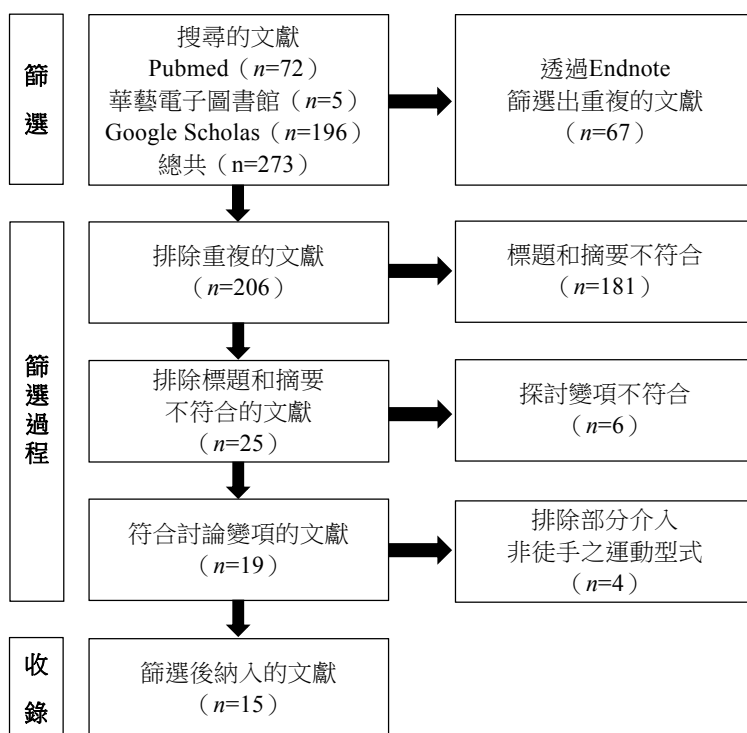 篩選
搜尋的文獻
Pubmed（n=72）
華藝電子圖書館（n=5）
Google Scholas（n=196）
總共（n=273）
透過Endnote
篩選出重複的文獻
（n=67）
篩選過程
排除重複的文獻
（n=206）
標題和摘要不符合
（n=181）
排除標題和摘要
不符合的文獻
（n=25）
探討變項不符合
（n=6）
符合討論變項的文獻
（n=19）
排除部分介入
非徒手之運動型式
（n=4）
收錄
篩選後納入的文獻
（n=15）